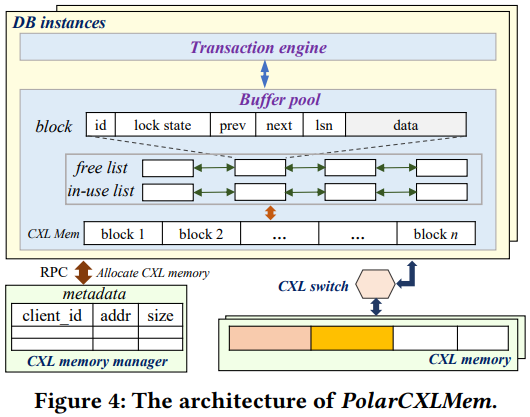 DB instances
Transaction engine
Buffer pool
block id lock state prev next lsn data
free list
in-use list
CXL Mem block 1 block 2 ... ... block n
RPC Allocate CXL memory
CXL switch
metadata
client_id addr size
CXL memory manager
CXL memory
Figure 4: The architecture of PolarCXLMem.